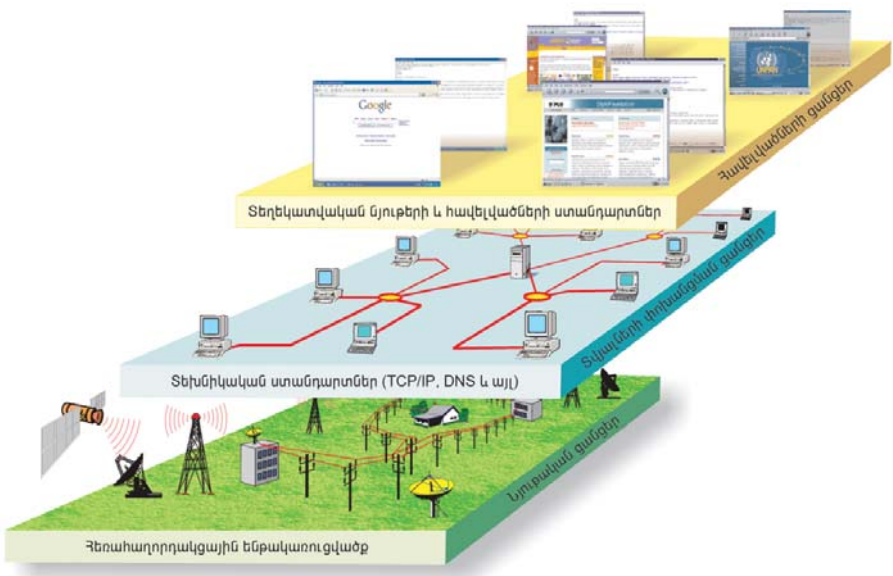 Google
Տեղեկատվական նյութերի և հավելվածների ստանդարտներ
Հավելվածների ցանցեր
Տեխնիկական ստանդարտներ (TCP/IP, DNS և այլ)
Տվյալների փոխանցման ցանցեր
Հեռահաղորդակցային ենթակառուցվածք
Նյութական ցանցեր